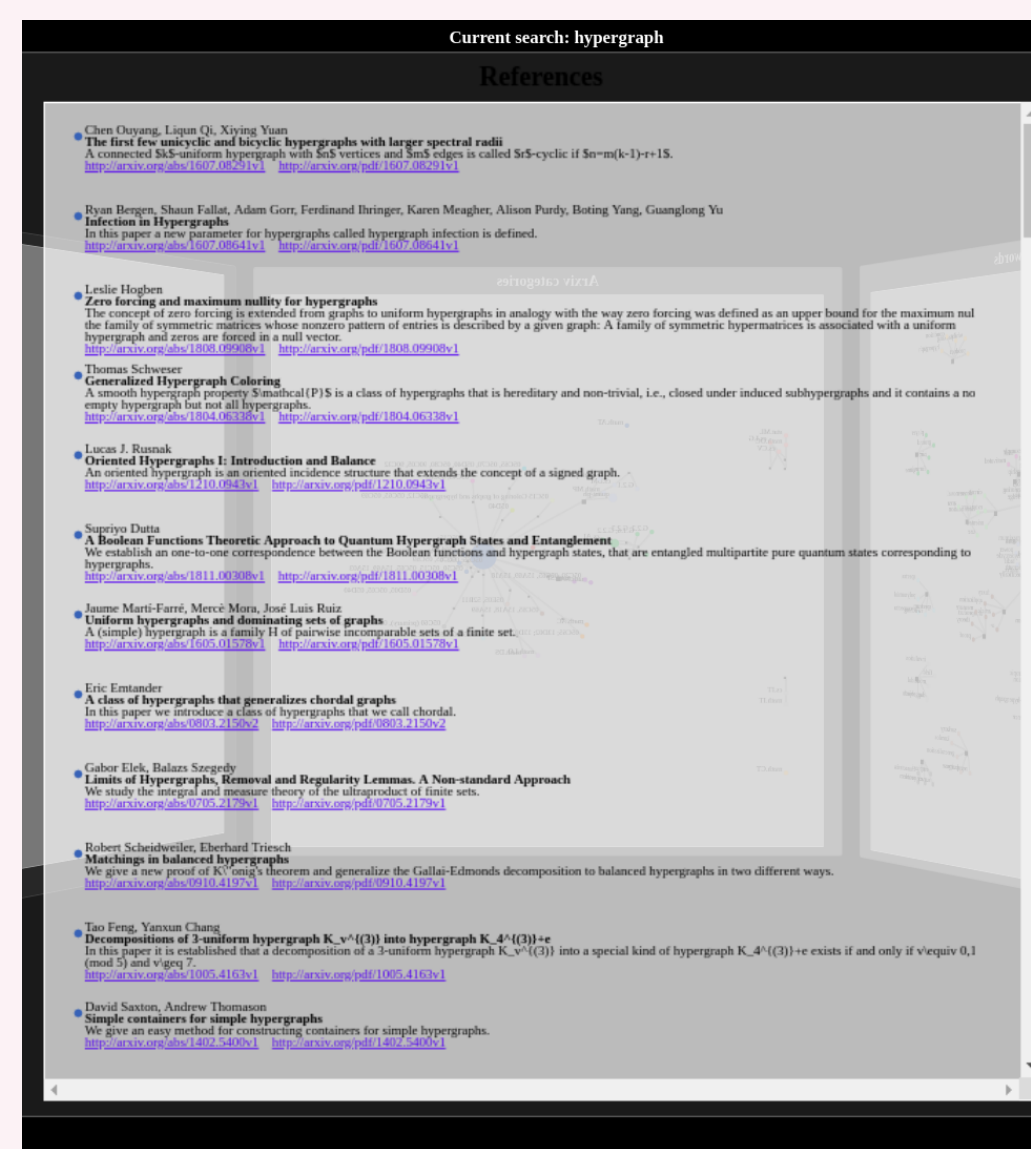 Current search: hypergraph
References
Chen Ouyang, Liqun Qi, Xiying Yuan
The first few unicyclic and bicyclic hypergraphs with larger spectral radii
A connected $k$-uniform hypergraph with $n$ vertices and $m$ edges is called $r$-cyclic if $n=m(k-1)-r+1$.
http://arxiv.org/abs/1607.08291v1 http://arxiv.org/pdf/1607.08291v1
Ryan Bergen, Shaun Fallat, Adam Gorr, Ferdinand Ihringer, Karen Meagher, Alison Purdy, Boting Yang, Guanglong Yu
Infection in Hypergraphs
In this paper a new parameter for hypergraphs called hypergraph infection is defined.
http://arxiv.org/abs/1607.08641v1 http://arxiv.org/pdf/1607.08641v1
Arxiv categories
Leslie Hogben
Zero forcing and maximum nullity for hypergraphs
The concept of zero forcing is extended from graphs to uniform hypergraphs in analogy with the way zero forcing was defined as an upper bound for the maximum nul
the family of symmetric matrices whose nonzero pattern of entries is described by a given graph: A family of symmetric hypermatrices is associated with a uniform
hypergraph and zeros are forced in a null vector.
http://arxiv.org/abs/1808.09908v1 http://arxiv.org/pdf/1808.09908v1
Thomas Schweser
Generalized Hypergraph Coloring
A smooth hypergraph property $\mathcal{P}$ is a class of hypergraphs that is hereditary and non-trivial, i.e., closed under induced subhypergraphs and it contains a no
empty hypergraph but not all hypergraphs.
http://arxiv.org/abs/1804.06338v1 http://arxiv.org/pdf/1804.06338v1
Lucas J. Rusnak
Oriented Hypergraphs I: Introduction and Balance
An oriented hypergraph is an oriented incidence structure that extends the concept of a signed graph.
http://arxiv.org/abs/1210.0943v1 http://arxiv.org/pdf/1210.0943v1
Supriyo Dutta
A Boolean Functions Theoretic Approach to Quantum Hypergraph States and Entanglement
We establish an one-to-one correspondence between the Boolean functions and hypergraph states, that are entangled multipartite pure quantum states corresponding to
hypergraphs.
http://arxiv.org/abs/1811.00308v1 http://arxiv.org/pdf/1811.00308v1
Jaume Martí-Farré, Mercè Mora, José Luis Ruiz
Uniform hypergraphs and dominating sets of graphs
A (simple) hypergraph is a family H of pairwise incomparable sets of a finite set.
http://arxiv.org/abs/1605.01578v1 http://arxiv.org/pdf/1605.01578v1
Eric Emtander
A class of hypergraphs that generalizes chordal graphs
In this paper we introduce a class of hypergraphs that we call chordal.
http://arxiv.org/abs/0803.2150v2 http://arxiv.org/pdf/0803.2150v2
Gabor Elek, Balazs Szegedy
Limits of Hypergraphs, Removal and Regularity Lemmas. A Non-standard Approach
We study the integral and measure theory of the ultraproduct of finite sets.
http://arxiv.org/abs/0705.2179v1 http://arxiv.org/pdf/0705.2179v1
Robert Scheidweiler, Eberhard Triesch
Matchings in balanced hypergraphs
We give a new proof of K\"onig's theorem and generalize the Gallai-Edmonds decomposition to balanced hypergraphs in two different ways.
http://arxiv.org/abs/0910.4197v1 http://arxiv.org/pdf/0910.4197v1
Tao Feng, Yanxun Chang
Decompositions of 3-uniform hypergraph K_v^{(3)} into hypergraph K_4^{(3)}+e
In this paper it is established that a decomposition of a 3-uniform hypergraph K_v^{(3)} into a special kind of hypergraph K_4^{(3)}+e exists if and only if v\equiv 0,1
(mod 5) and v\geq 7.
http://arxiv.org/abs/1005.4163v1 http://arxiv.org/pdf/1005.4163v1
David Saxton, Andrew Thomason
Simple containers for simple hypergraphs
We give an easy method for constructing containers for simple hypergraphs.
http://arxiv.org/abs/1402.5400v1 http://arxiv.org/pdf/1402.5400v1